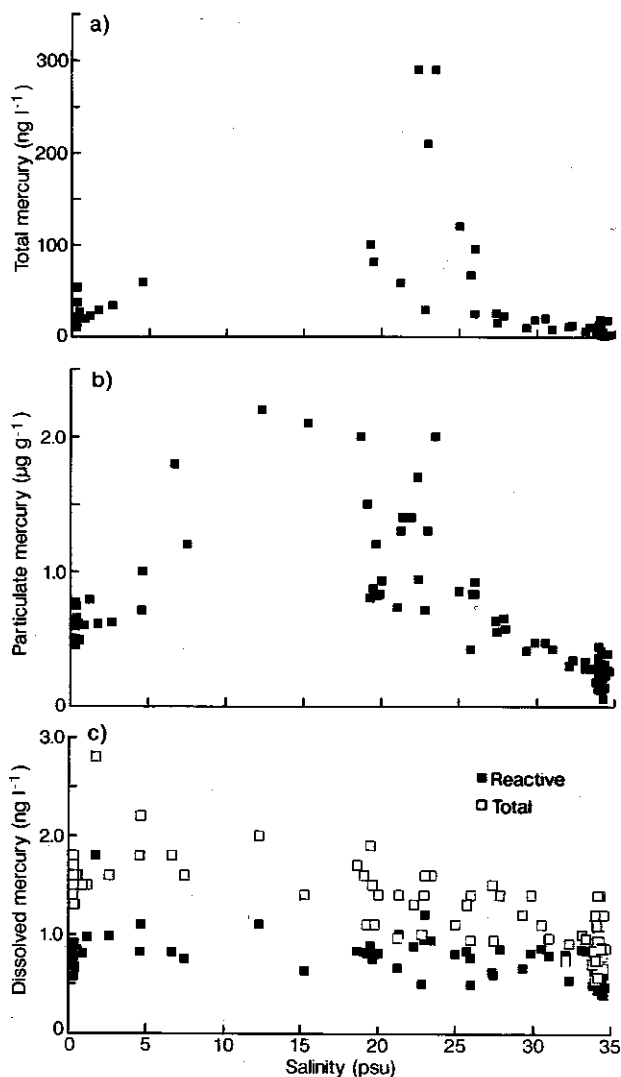 a)
Total mercury (ng l⁻¹)
300
200
100
0
b)
Particulate mercury (µg g⁻¹)
2.0
1.0
0
c)
Dissolved mercury (ng l⁻¹)
3.0
2.0
1.0
0.0
Reactive
Total
0 5 10 15 20 25 30 35
Salinity (psu)